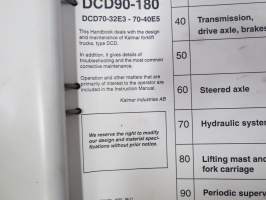 DCD90-180
DCD70-32E3 - 70-40E5
This Handbook deals with the design
and maintenance of Kalmar forklift
trucks, type DCD.
In addition, it gives details of
troubleshooting and the most common
corrective maintenance.
Operation and other matters that are
primarily of interest to the operator are
included in the Instruction Manual.
Kalmar Industries AB
We reserve the right to modify
our design and material speci-
fications without prior notice.
40 Transmission,
drive axle, brakes
50
60 Steered axle
70 Hydraulic system
80 Lifting mast and
fork carriage
90 Periodic superv